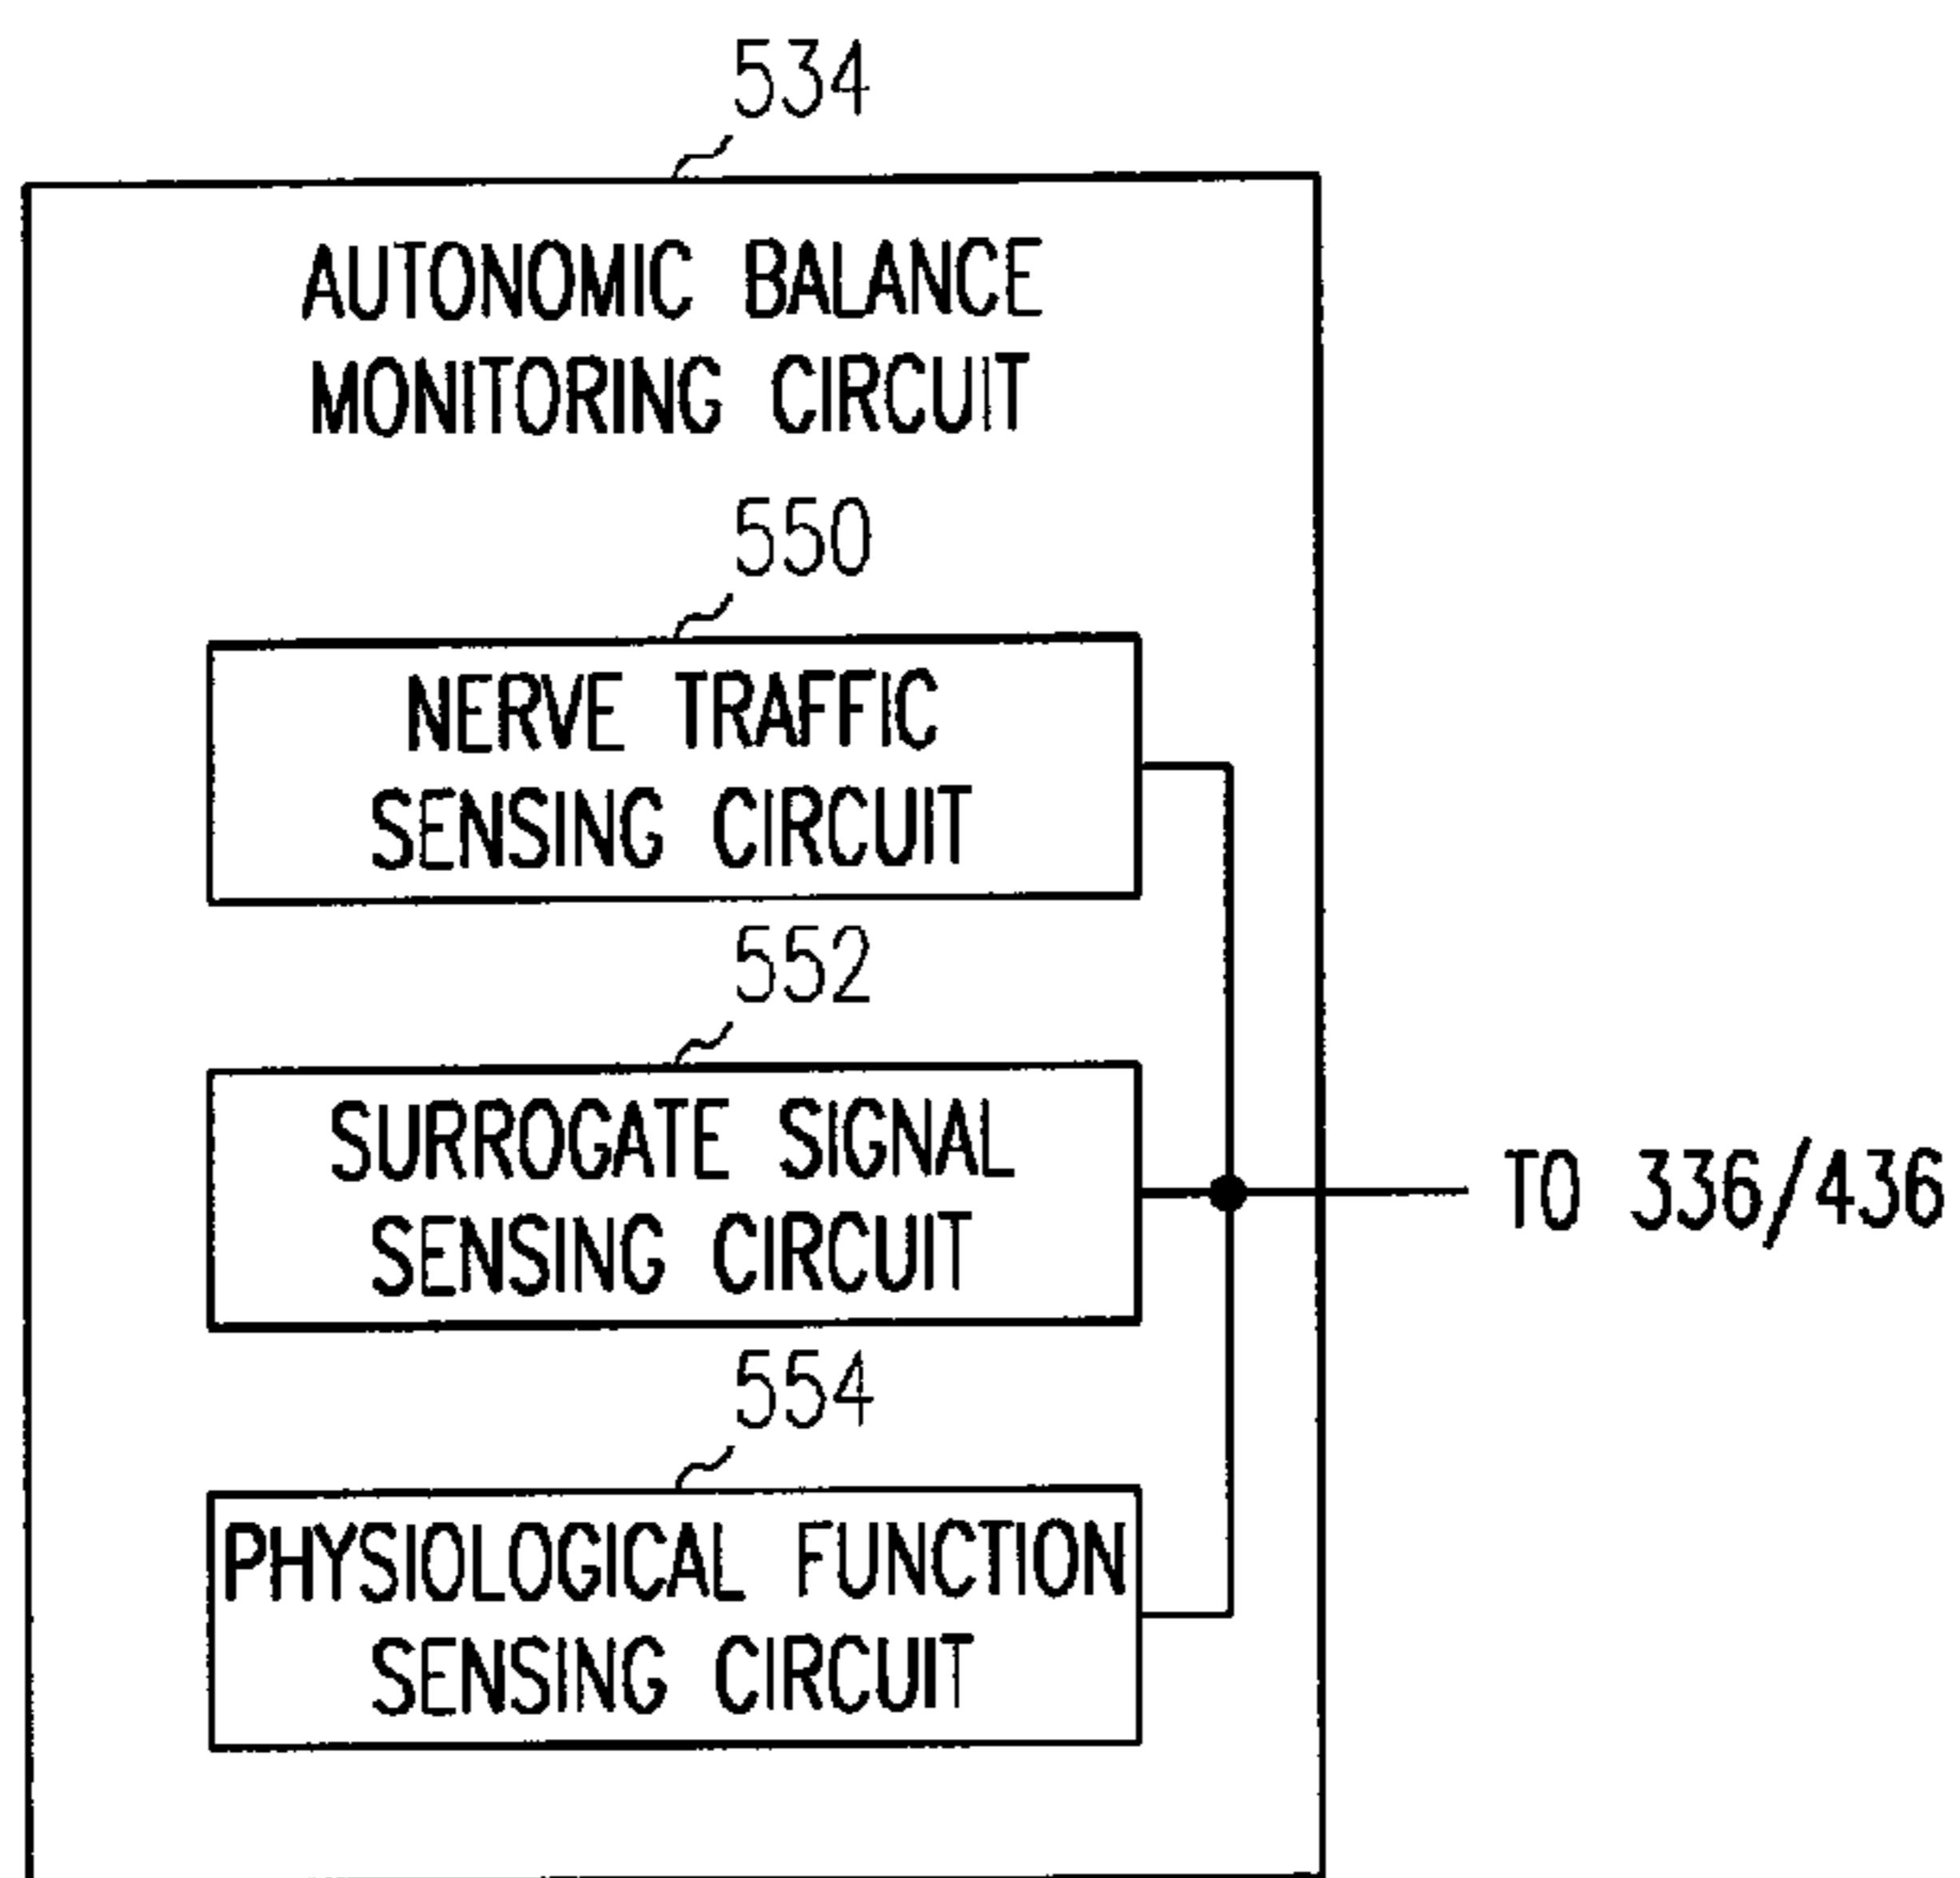 534
AUTONOMIC BALANCE
MONITORING CIRCUIT
550
NERVE TRAFFIC
SENSING CIRCUIT
552
SURROGATE SIGNAL
SENSING CIRCUIT
TO 336/436
554
PHYSIOLOGICAL FUNCTION
SENSING CIRCUIT